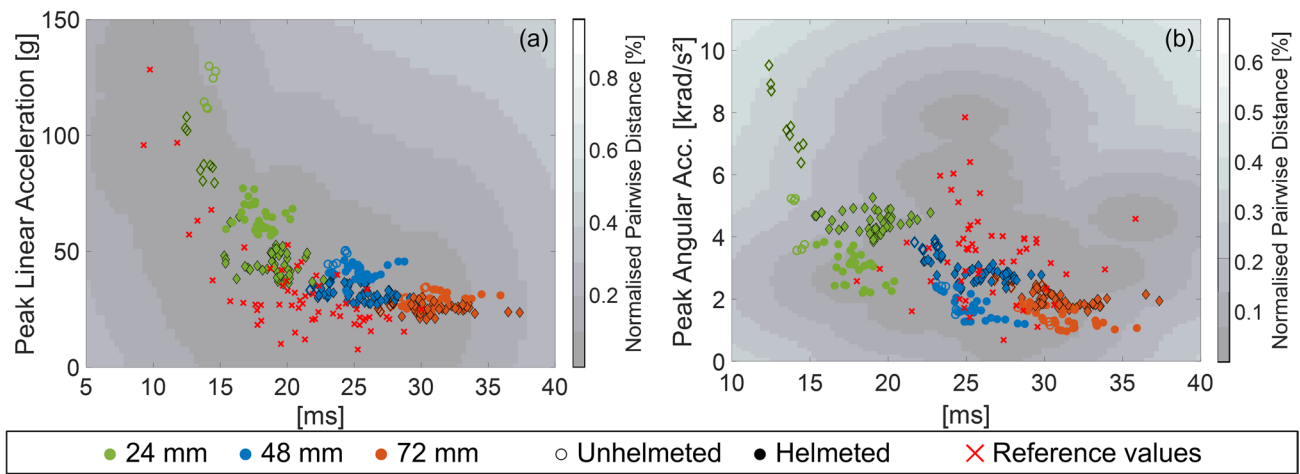 (a)
Peak Linear Acceleration [g]
150
100
50
0
5 10 15 20 25 30 35 40
[ms]
0.8
0.6
0.4
0.2
Normalised Pairwise Distance [%]
(b)
Peak Angular Acc. [krad/s²]
10
8
6
4
2
0
10 15 20 25 30 35 40
[ms]
0.6
0.5
0.4
0.3
0.2
0.1
Normalised Pairwise Distance [%]
24 mm 48 mm 72 mm Unhelmeted Helmeted Reference values